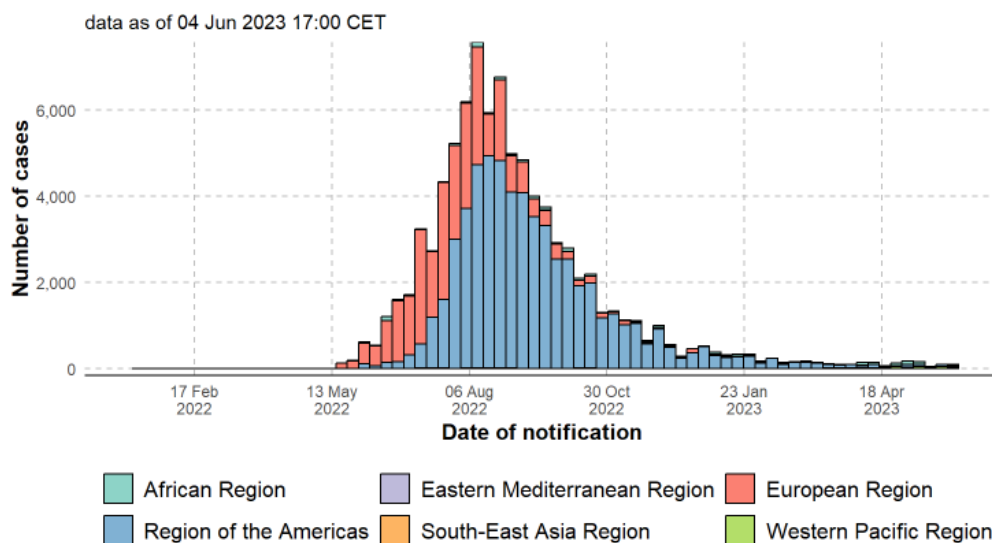 data as of 04 Jun 2023 17:00 CET
Number of cases
6,000
4,000
2,000
0
17 Feb
2022
13 May
2022
06 Aug
2022
30 Oct
2022
23 Jan
2023
18 Apr
2023
Date of notification
African Region
Eastern Mediterranean Region
European Region
Region of the Americas
South-East Asia Region
Western Pacific Region